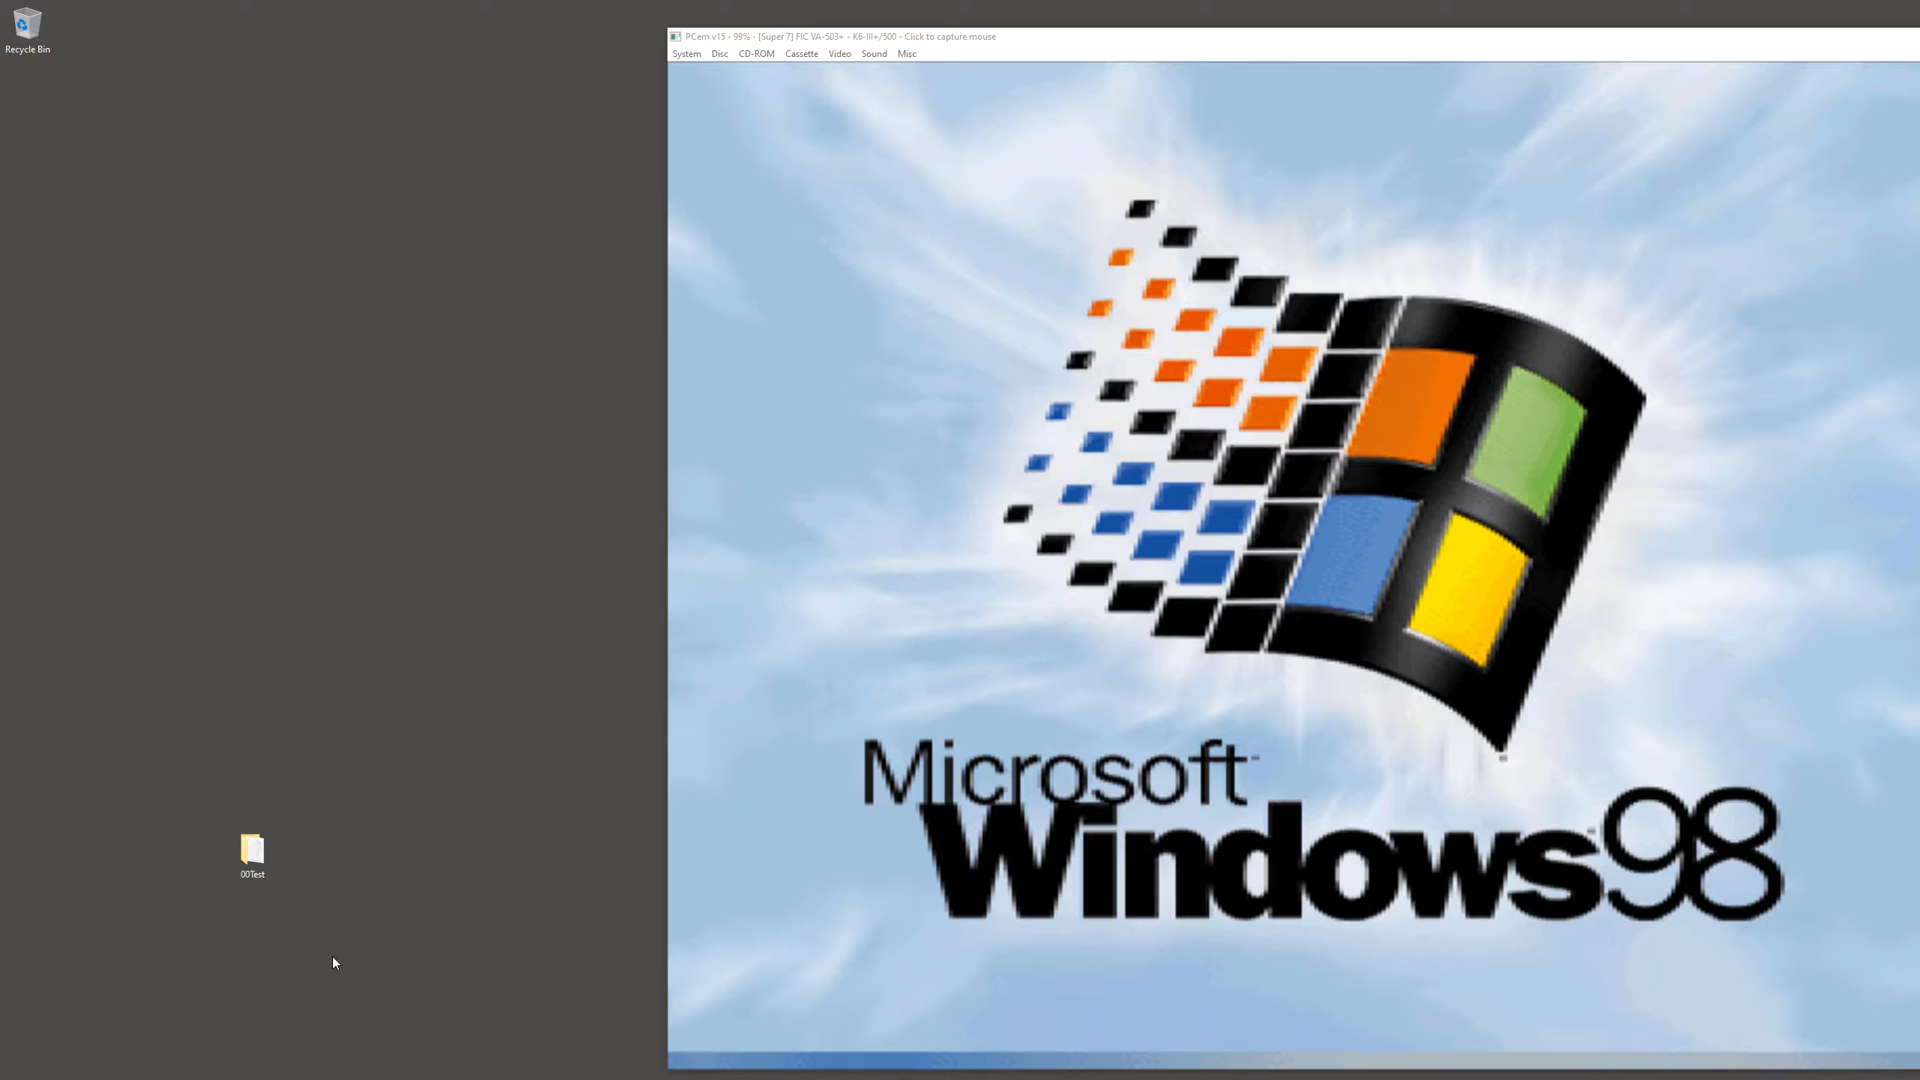 Recycle Bin
PCem v15 - 99% - [Super 7] FIC VA-503+ - K6-III+/500 - Click to capture mouse
System Disc CD-ROM Cassette Video Sound Misc
Microsoft
Windows98
00Test